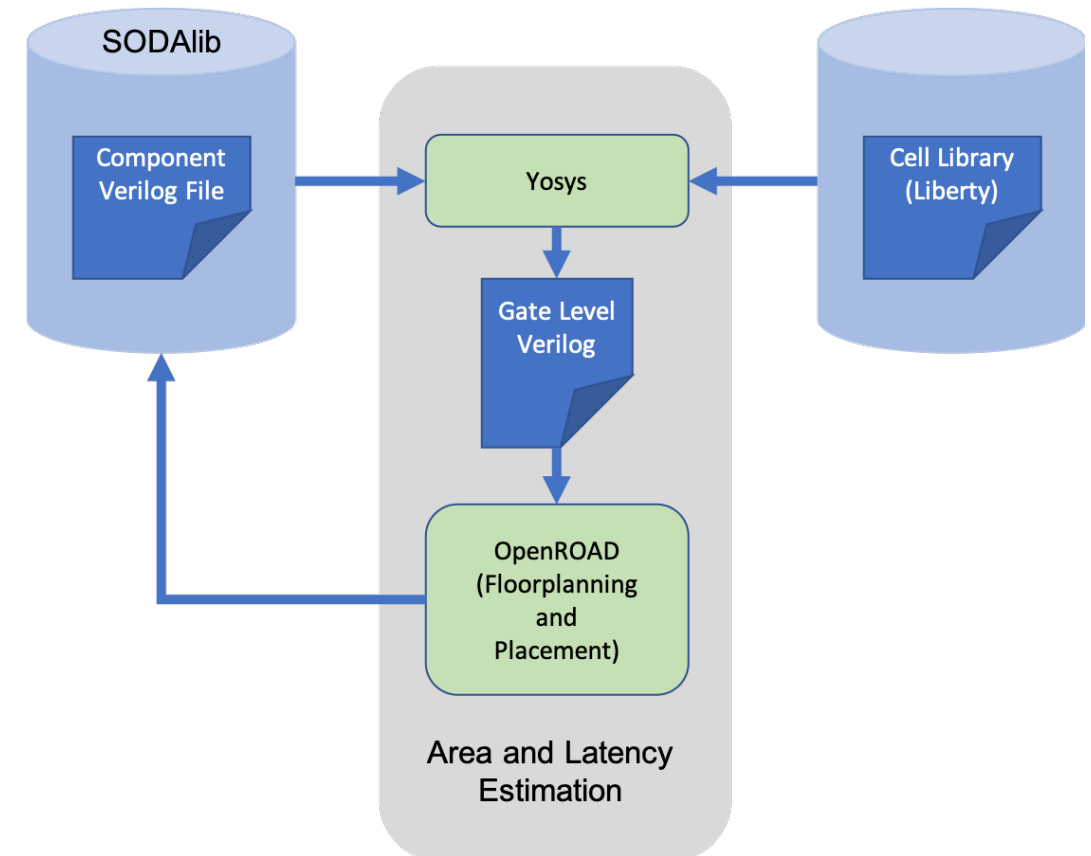 SODAlib
Component
Verilog File
Yosys
Cell Library
(Liberty)
Gate Level
Verilog
OpenROAD
(Floorplanning
and
Placement)
Area and Latency
Estimation